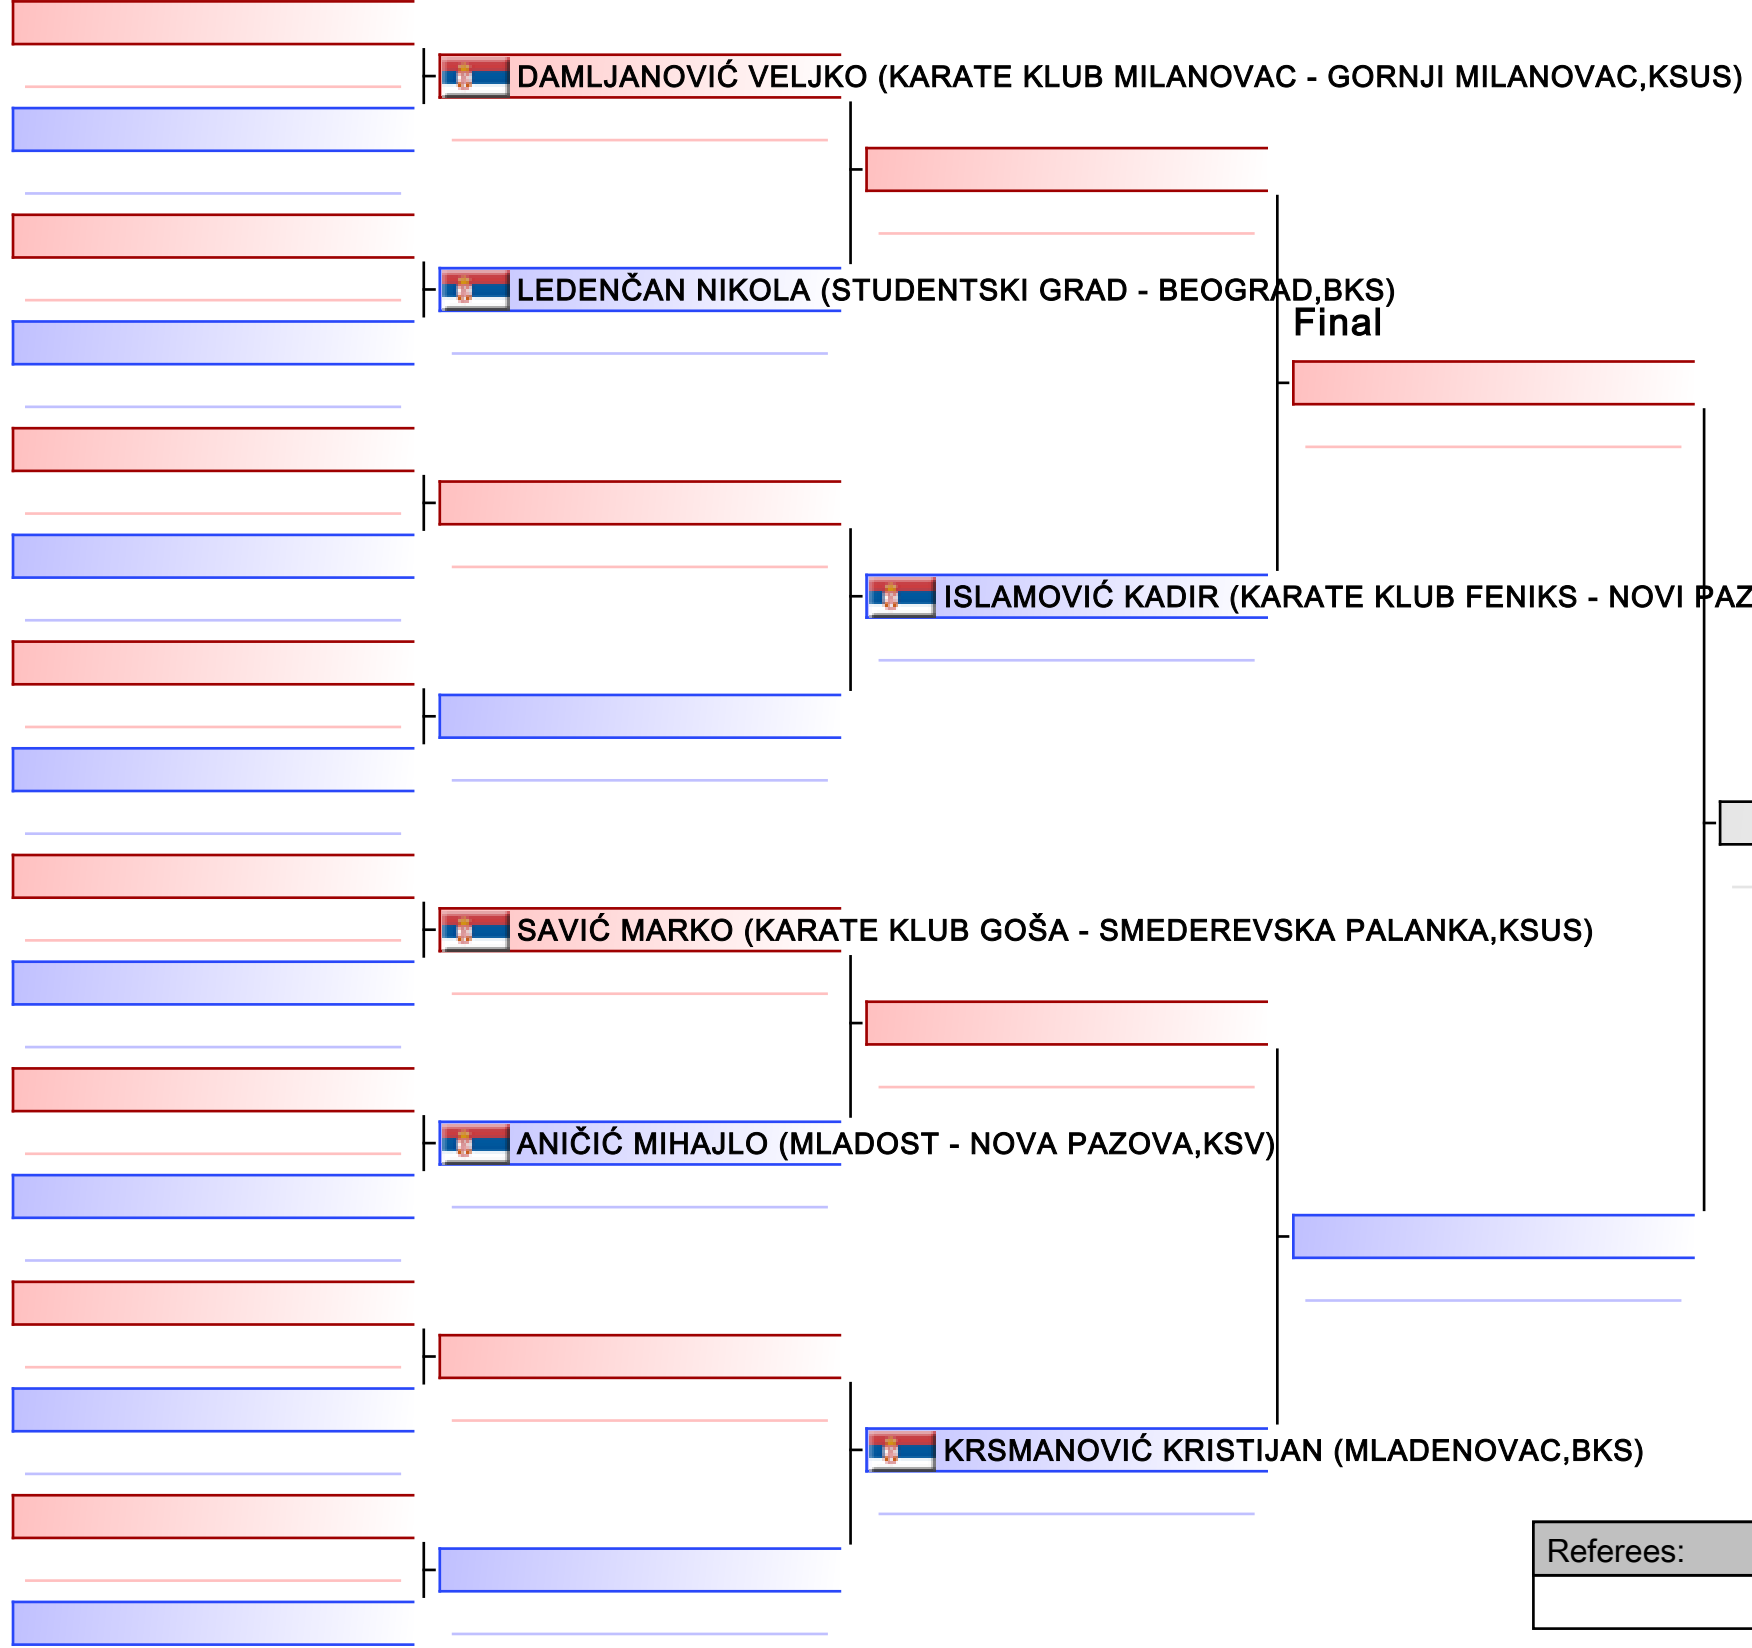 DAMLJANOVIĆ VELJKO (KARATE KLUB MILANOVAC - GORNJI MILANOVAC,KSUS)
LEDENČAN NIKOLA (STUDENTSKI GRAD - BEOGRAD,BKS)
Final
ISLAMOVIĆ KADIR (KARATE KLUB FENIKS - NOVI PAZ
SAVIĆ MARKO (KARATE KLUB GOŠA - SMEDEREVSKA PALANKA,KSUS)
ANIČIĆ MIHAJLO (MLADOST - NOVA PAZOVA,KSV)
KRSMANOVIĆ KRISTIJAN (MLADENOVAC,BKS)
Referees: